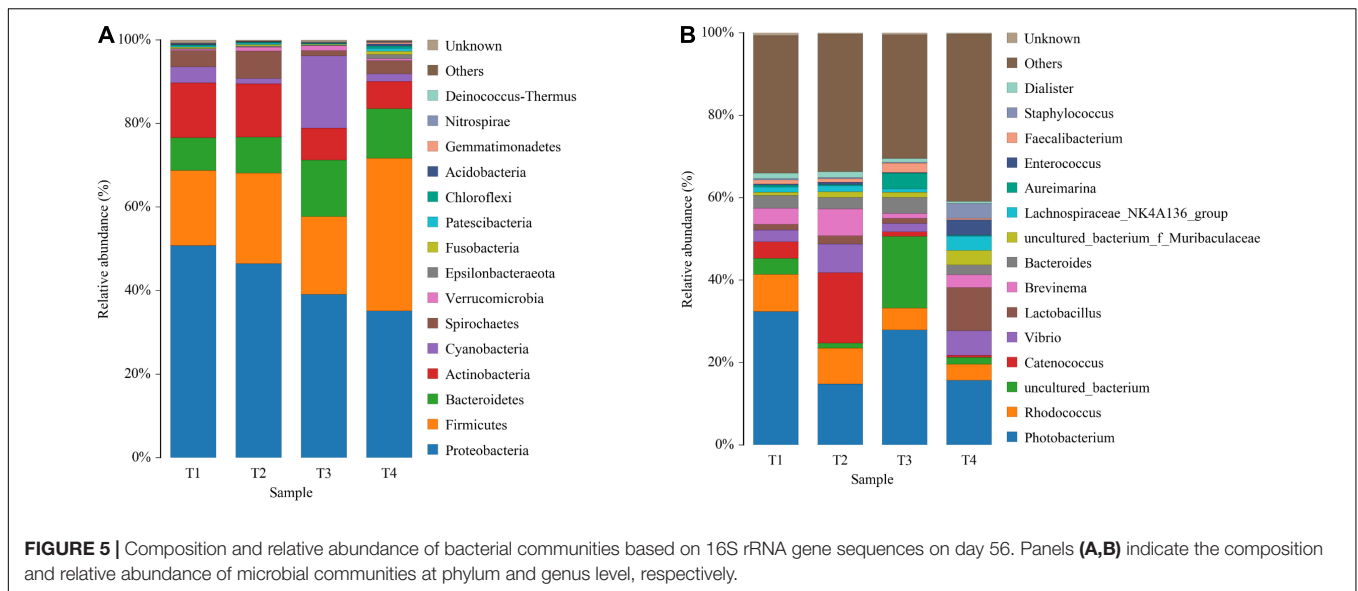 A
100%
80%
60%
40%
20%
0%
Relative abundance (%)
T1 T2 T3 T4
Sample
Unknown
Others
Deinococcus-Thermus
Nitrospirae
Gemmatimonadetes
Acidobacteria
Chloroflexi
Patescibacteria
Fusobacteria
Epsilonbacteraeota
Verrucomicrobia
Spirochaetes
Cyanobacteria
Actinobacteria
Bacteroidetes
Firmicutes
Proteobacteria
B
100%
80%
60%
40%
20%
0%
Relative abundance (%)
T1 T2 T3 T4
Sample
Unknown
Others
Dialister
Staphylococcus
Faecalibacterium
Enterococcus
Aureimarina
Lachnospiraceae_NK4A136_group
uncultured_bacterium_f_Muribaculaceae
Bacteroides
Brevinema
Lactobacillus
Vibrio
Catenococcus
uncultured_bacterium
Rhodococcus
Photobacterium
FIGURE 5 | Composition and relative abundance of bacterial communities based on 16S rRNA gene sequences on day 56. Panels (A,B) indicate the composition
and relative abundance of microbial communities at phylum and genus level, respectively.